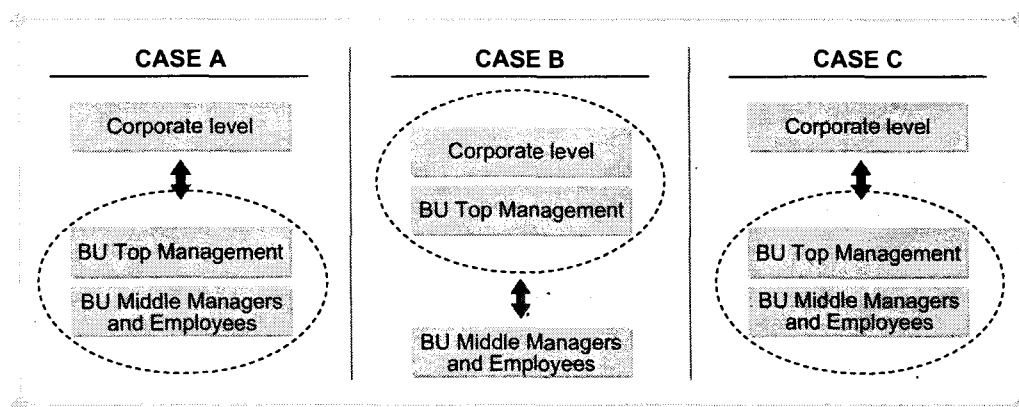 CASE A
Corporate level
BU Top Management
BU Middle Managers
and Employees
CASE B
Corporate level
BU Top Management
BU Middle Managers
and Employees
CASE C
Corporate level
BU Top Management
BU Middle Managers
and Employees